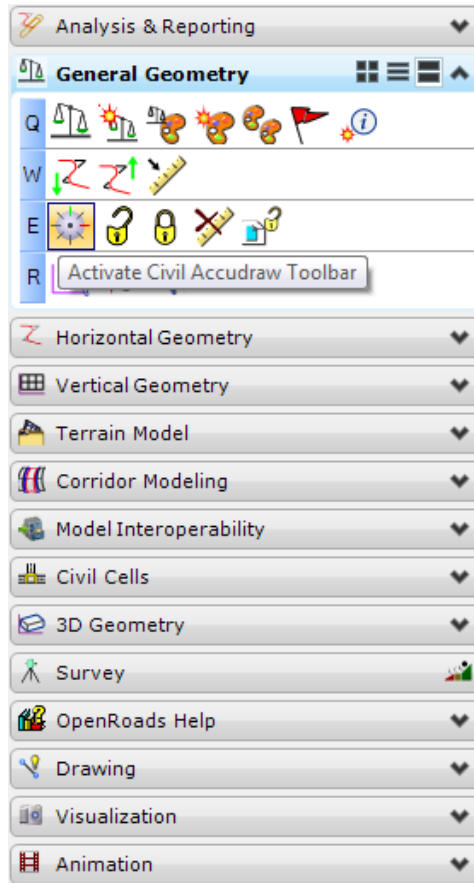 Analysis & Reporting
General Geometry
Q
W
E
Activate Civil Accudraw Toolbar
R
Horizontal Geometry
Vertical Geometry
Terrain Model
Corridor Modeling
Model Interoperability
Civil Cells
3D Geometry
Survey
OpenRoads Help
Drawing
Visualization
Animation